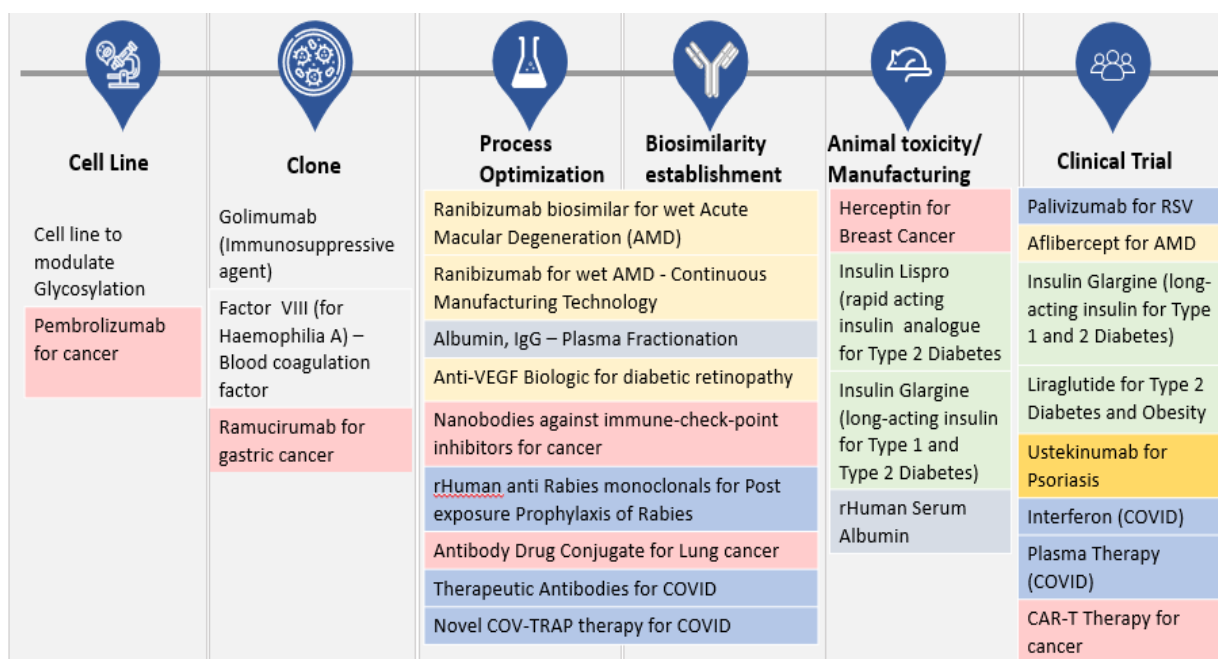 Cell Line
Cell line to
modulate
Glycosylation
Pembrolizumab
for cancer
Clone
Golimumab
(Immunosuppressive
agent)
Factor VIII (for
Haemophilia A) –
Blood coagulation
factor
Ramucirumab for
gastric cancer
Process
Optimization
Biosimilarity
establishment
Ranibizumab biosimilar for wet Acute
Macular Degeneration (AMD)
Ranibizumab for wet AMD - Continuous
Manufacturing Technology
Albumin, IgG – Plasma Fractionation
Anti-VEGF Biologic for diabetic retinopathy
Nanobodies against immune-check-point
inhibitors for cancer
rHuman anti Rabies monoclonals for Post
exposure Prophylaxis of Rabies
Antibody Drug Conjugate for Lung cancer
Therapeutic Antibodies for COVID
Novel COV-TRAP therapy for COVID
Animal toxicity/
Manufacturing
Herceptin for
Breast Cancer
Insulin Lispro
(rapid acting
insulin analogue
for Type 2 Diabetes
Insulin Glargine
(long-acting insulin
for Type 1 and
Type 2 Diabetes)
rHuman Serum
Albumin
Clinical Trial
Palivizumab for RSV
Aflibercept for AMD
Insulin Glargine (long-
acting insulin for Type
1 and 2 Diabetes)
Liraglutide for Type 2
Diabetes and Obesity
Ustekinumab for
Psoriasis
Interferon (COVID)
Plasma Therapy
(COVID)
CAR-T Therapy for
cancer